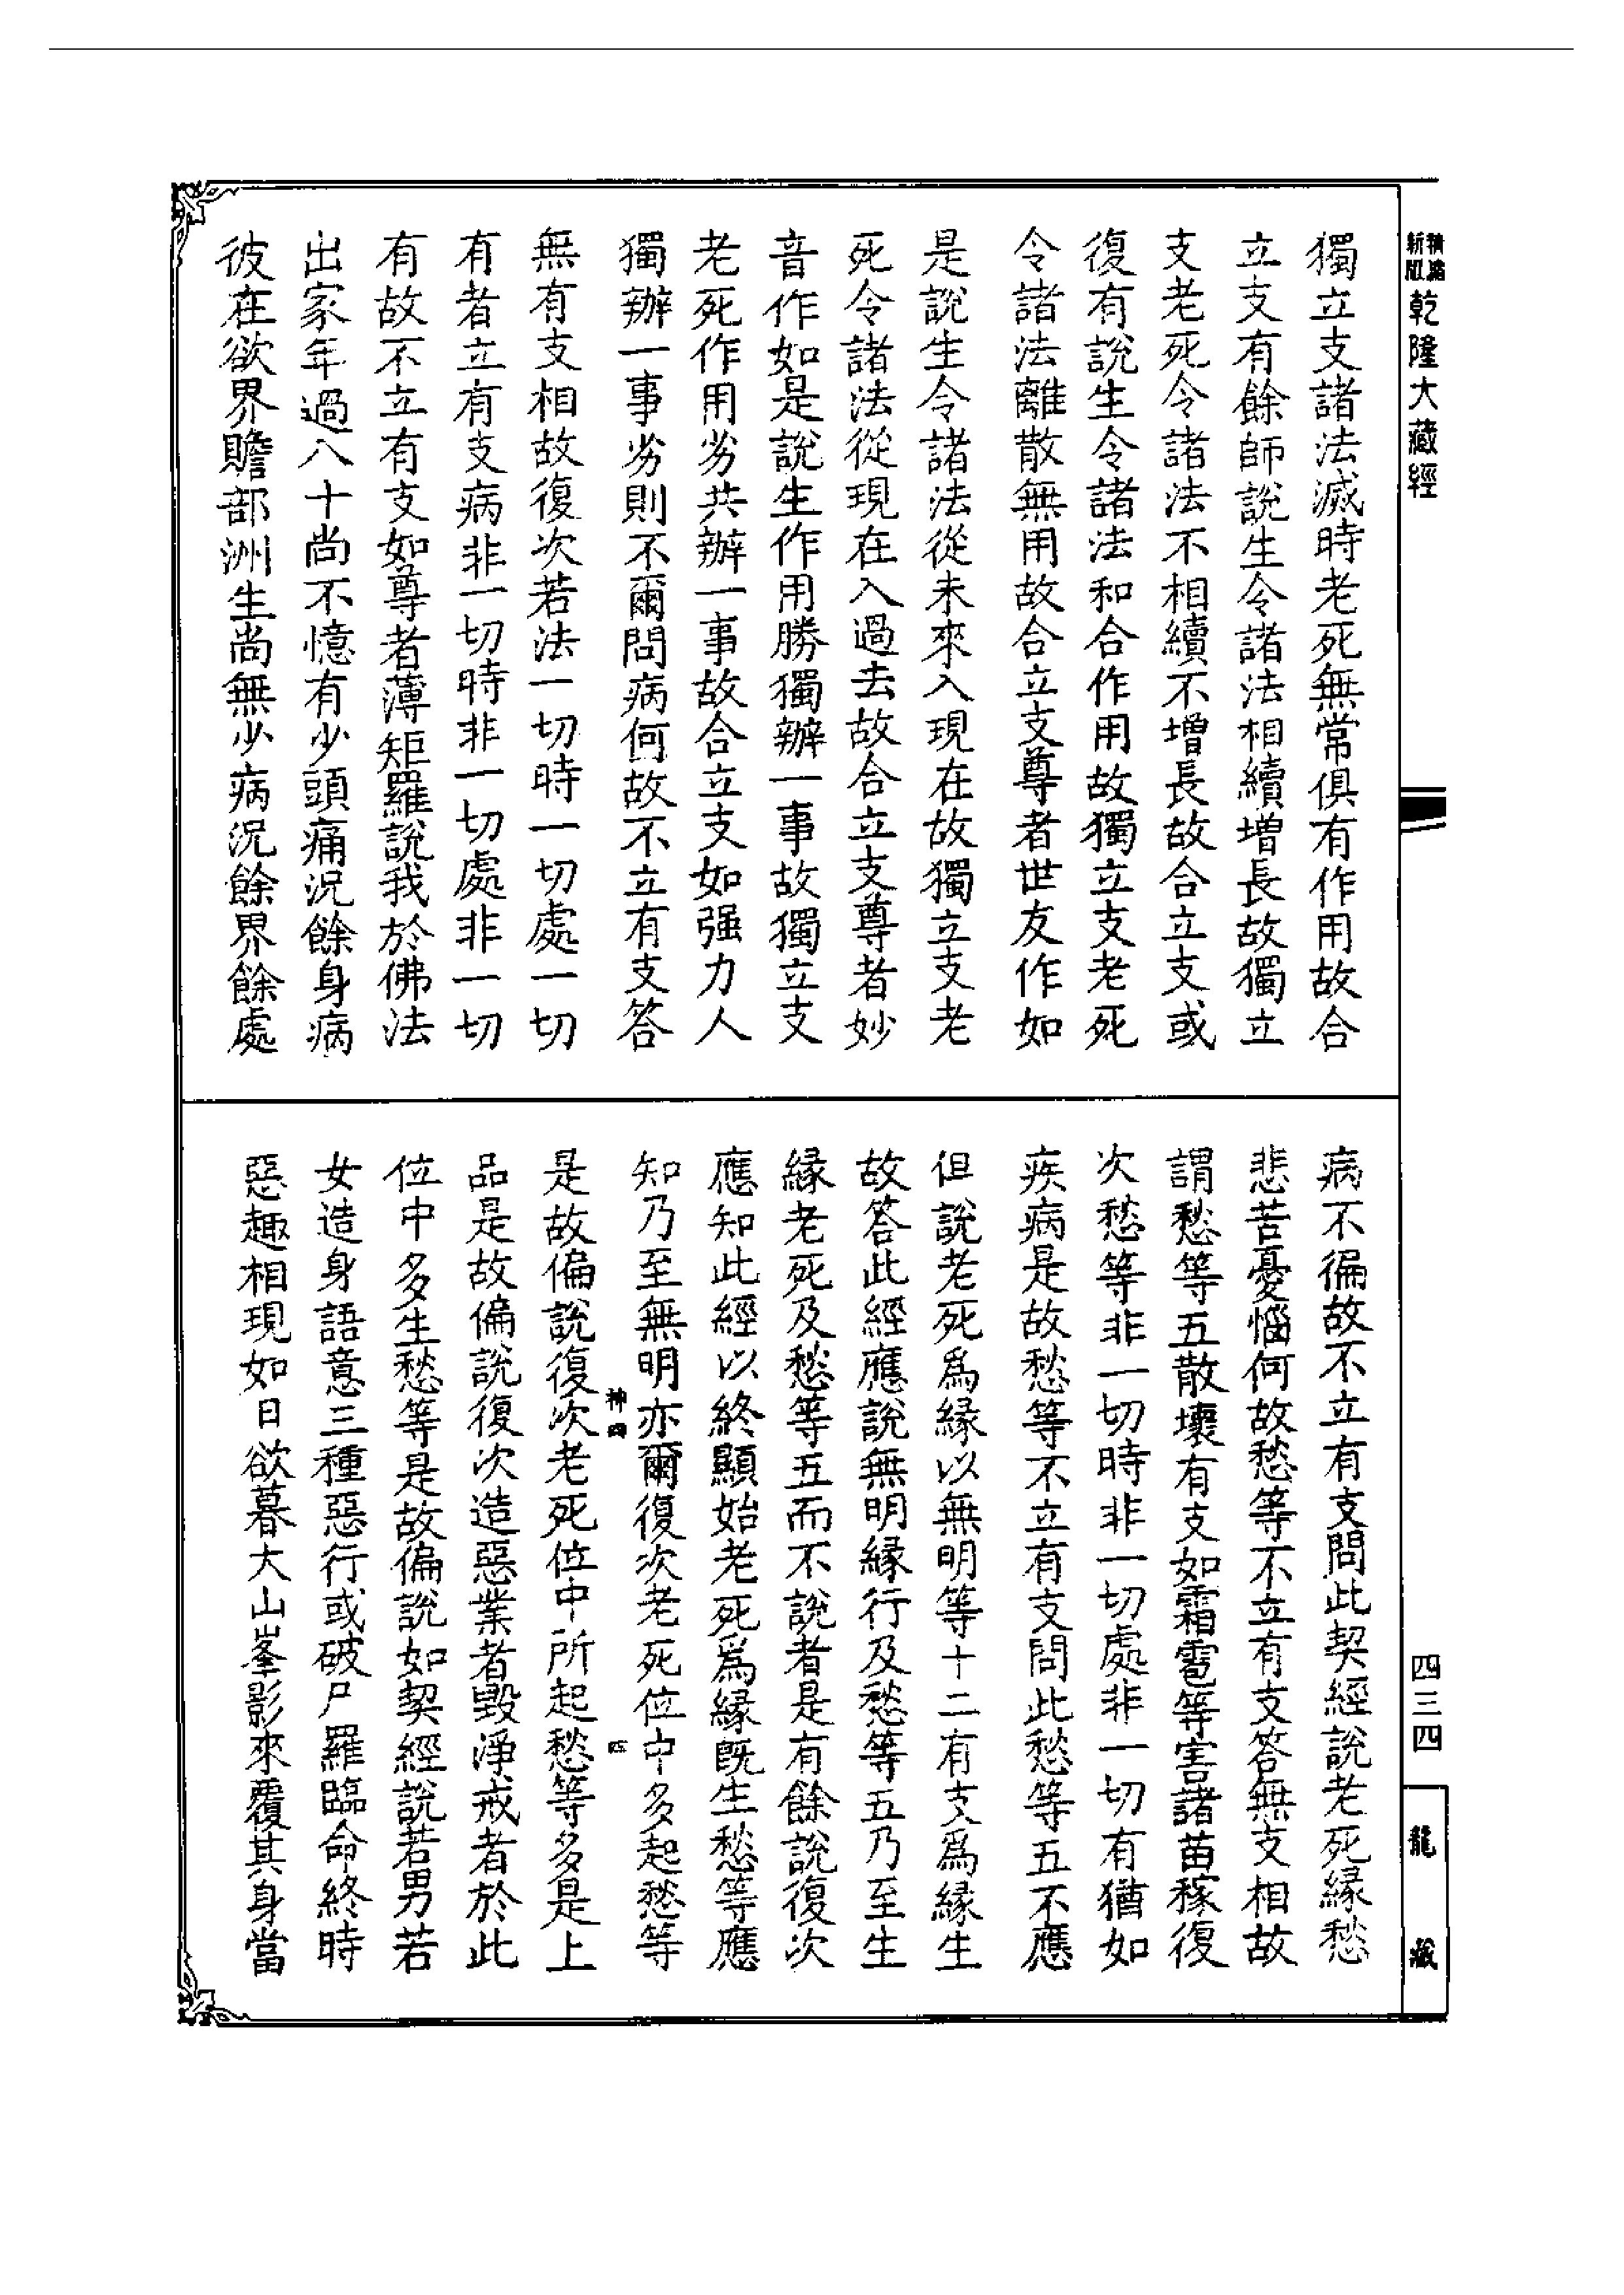 新版
精縮
乾隆大藏經
獨立支諸法滅時老死無常俱有作用故合
立支有餘師說生令諸法相續增長故獨立
支老死令諸法不相續不增長故合立支或
復有說生令諸法和合作用故獨立支老死
令諸法離散無用故合立支尊者世友作如
是說生令諸法從未來入現在故獨立支老
死令諸法從現在入過去故合立支尊者妙
音作如是說生作用勝獨辦一事故獨立支
老死作用劣共辦一事故合立支如强力人
獨辦一事劣則不爾問病何故不立有支答
無有支相故復次若法一切時一切處一切
有者立有支病非一切時非一切處非一切
有故不立有支如尊者薄矩羅說我於佛法
出家年過八十尚不憶有少頭痛況餘身病
彼在欲界贍部洲生尚無少病況餘界餘處
病不徧故不立有支問此契經說老死緣愁
悲苦憂惱何故愁等不立有支答無支相故
謂愁等五散壞有支如霜雹等害諸苗稼復
次愁等非一切時非一切處非一切有猶如
疾病是故愁等不立有支問此愁等五不應
但說老死爲緣以無明等十二有支爲緣生
故答此經應說無明緣行及愁等五乃至生
緣老死及愁等五而不說者是有餘說復次
應知此經以終顯始老死爲緣旣生愁等應
知乃至無明亦爾復次老死位中多起愁等
是故偏說復次老死位中所起愁等多是上
品是故偏說復次造惡業者毀淨戒者於此
位中多生愁等是故偏說如契經說若男若
女造身語意三種惡行或破尸羅臨命終時
惡趣相現如日欲暮大山峯影來覆其身當
四三四
龍藏